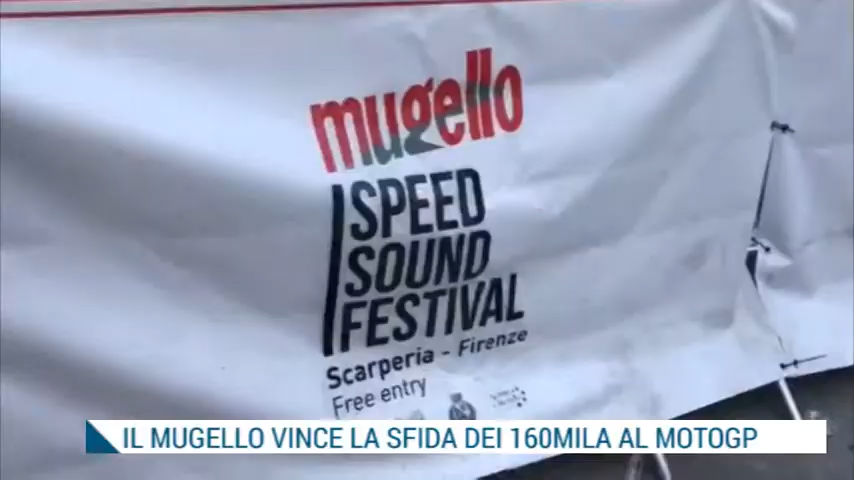 mugello
SPEED
SOUND
FESTIVAL
Scarperia - Firenze
Free entry
IL MUGELLO VINCE LA SFIDA DEI 160MILA AL MOTOGP